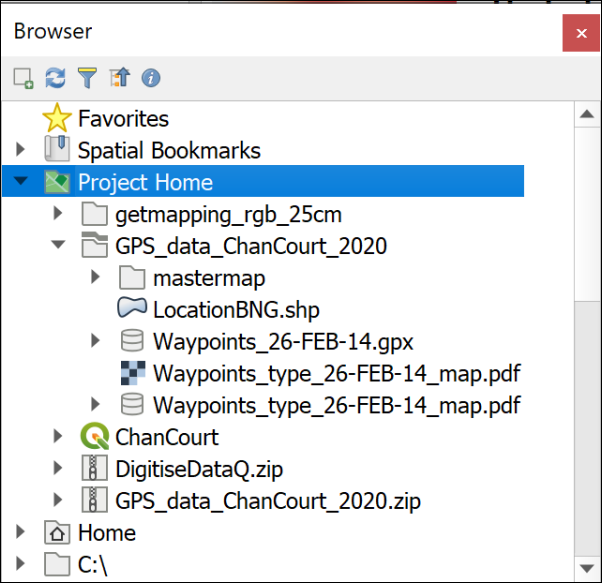 Browser
Favorites
Spatial Bookmarks
Project Home
getmapping_rgb_25cm
GPS_data_ChanCourt_2020
mastermap
LocationBNG.shp
Waypoints_26-FEB-14.gpx
Waypoints_type_26-FEB-14_map.pdf
Waypoints_type_26-FEB-14_map.pdf
ChanCourt
DigitiseDataQ.zip
GPS_data_ChanCourt_2020.zip
Home
C:\